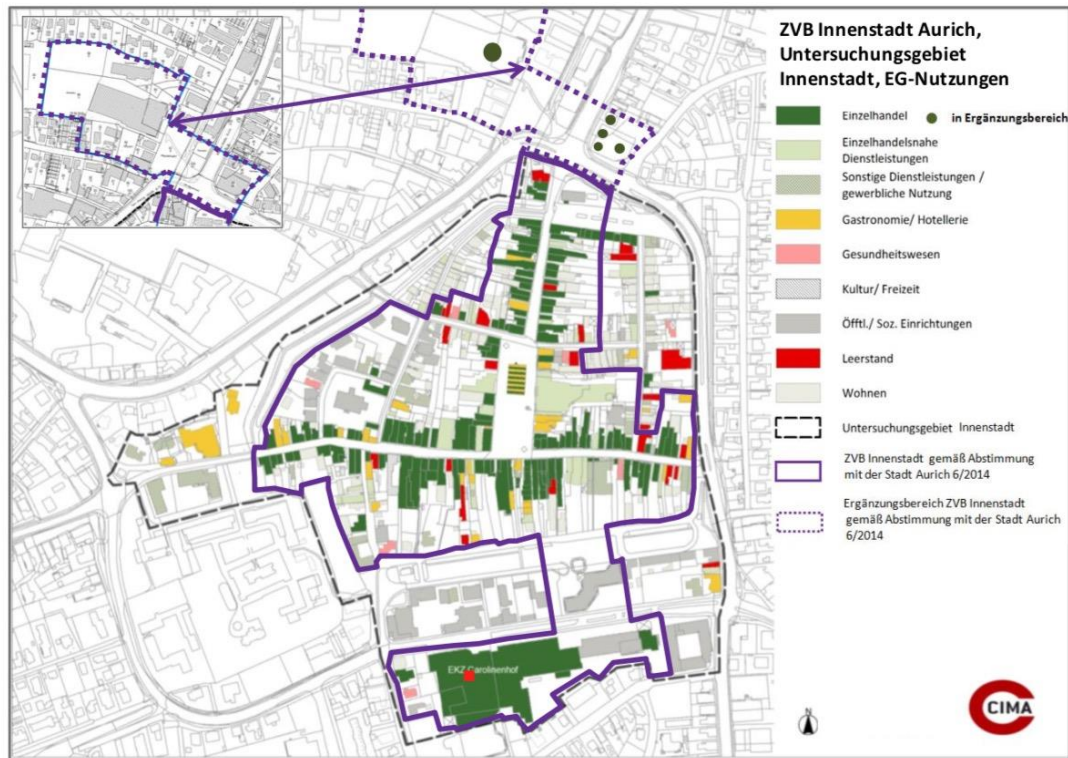 ZVB Innenstadt Aurich,
Untersuchungsgebiet
Innenstadt, EG-Nutzungen
Einzelhandel
in Ergänzungsbereich
Einzelhandelsnahe
Dienstleistungen
Sonstige Dienstleistungen /
gewerbliche Nutzung
Gastronomie/ Hotellerie
Gesundheitswesen
Kultur/ Freizeit
Öfftl./ Soz. Einrichtungen
Leerstand
Wohnen
Untersuchungsgebiet Innenstadt
ZVB Innenstadt gemäß Abstimmung
mit der Stadt Aurich 6/2014
Ergänzungsbereich ZVB Innenstadt
gemäß Abstimmung mit der Stadt Aurich
6/2014
EKZ Carolinenhof
N
CIMA